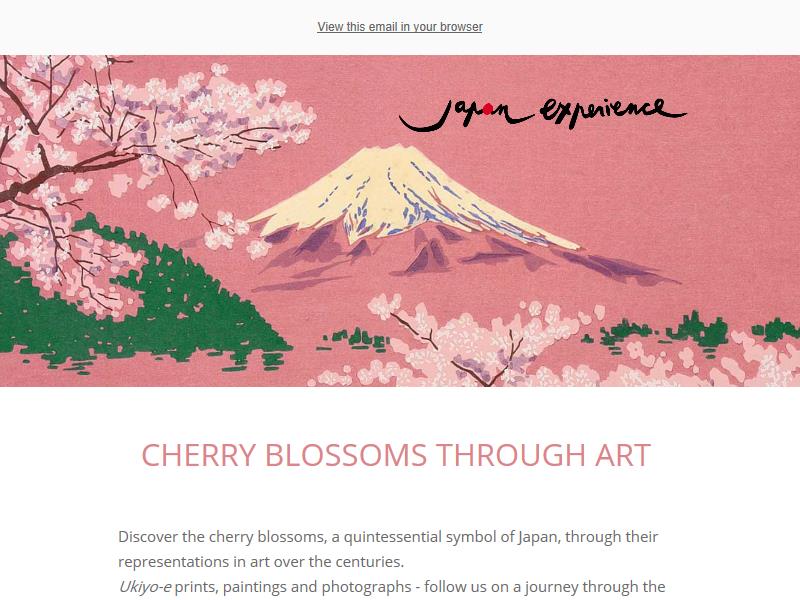 View this email in your browser
Japan experience
CHERRY BLOSSOMS THROUGH ART
Discover the cherry blossoms, a quintessential symbol of Japan, through their
representations in art over the centuries.
Ukiyo-e prints, paintings and photographs - follow us on a journey through the